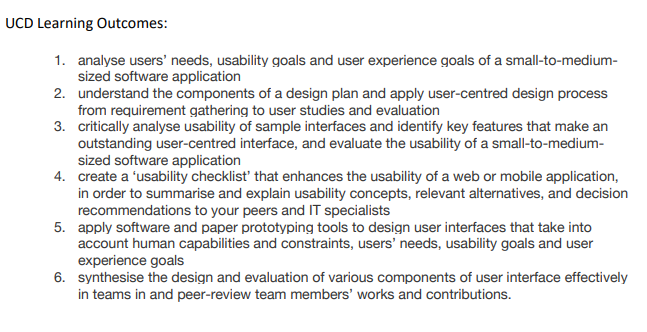 UCD Learning Outcomes:
1. analyse users' needs, usability goals and user experience goals of a small-to-medium-
sized software application
2. understand the components of a design plan and apply user-centred design process
from requirement gathering to user studies and evaluation
3. critically analyse usability of sample interfaces and identify key features that make an
outstanding user-centred interface, and evaluate the usability of a small-to-medium-
sized software application
4. create a 'usability checklist' that enhances the usability of a web or mobile application,
in order to summarise and explain usability concepts, relevant alternatives, and decision
recommendations to your peers and IT specialists
5. apply software and paper prototyping tools to design user interfaces that take into
account human capabilities and constraints, users' needs, usability goals and user
experience goals
6. synthesise the design and evaluation of various components of user interface effectively
in teams in and peer-review team members' works and contributions.